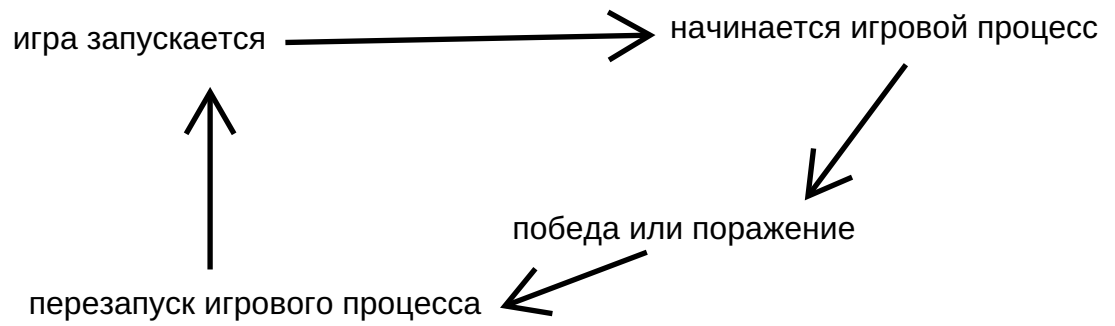 игра запускается
начинается игровой процесс
победа или поражение
перезапуск игрового процесса